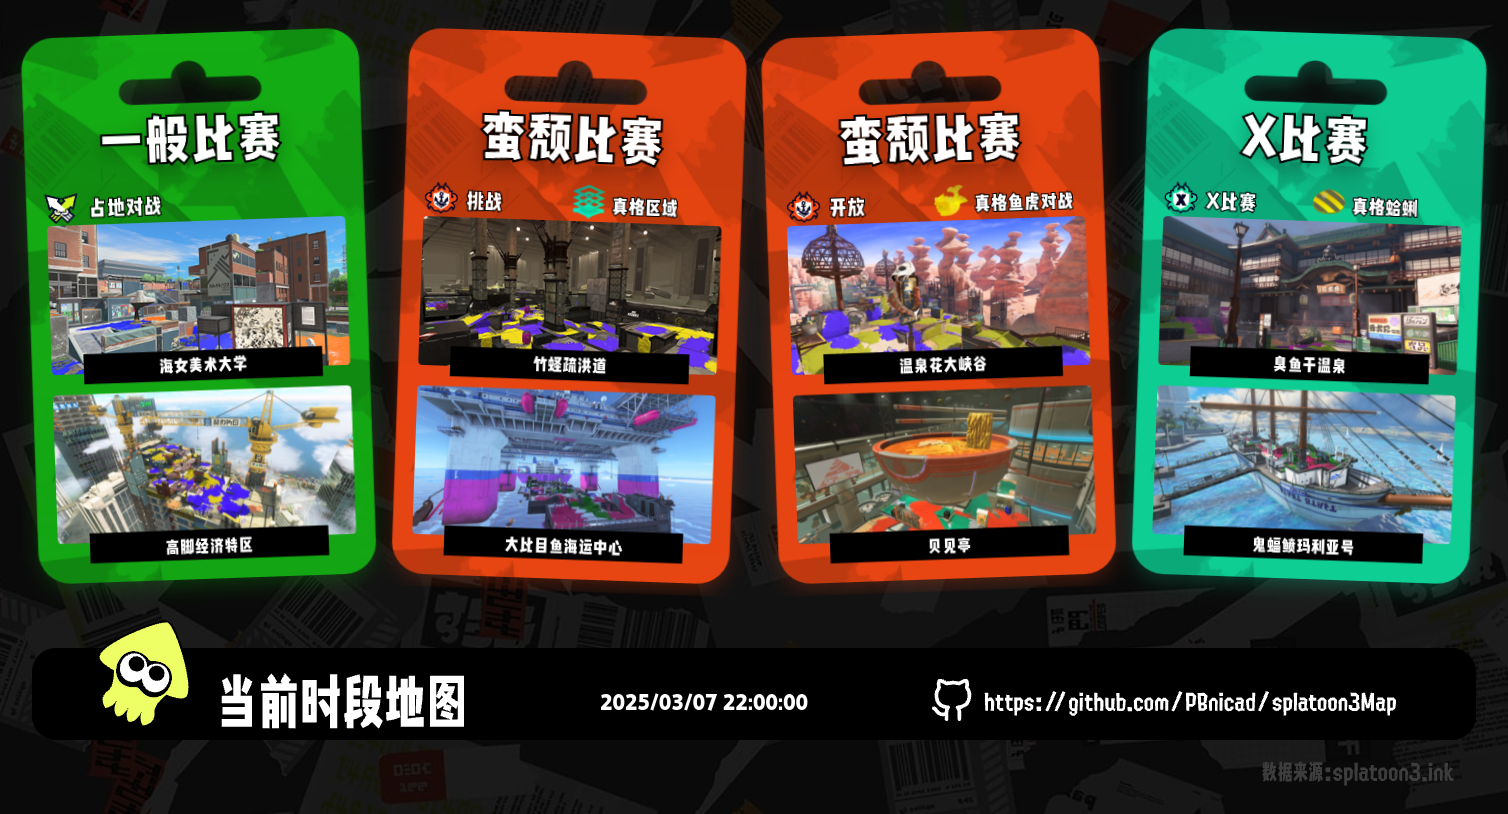 一般比赛
占地对战
海女美术大学
高脚经济特区
蛮颓比赛
挑战
真格区域
竹蛏疏洪道
大比目鱼海运中心
蛮颓比赛
开放
真格鱼虎对战
温泉花大峡谷
贝见亭
X比赛
X比赛
真格蛤蜊
臭鱼干温泉
鬼蝠鲼玛利亚号
当前时段地图
2025/03/07 22:00:00
https://github.com/PBnicad/splatoon3Map
数据来源:splatoon3.ink